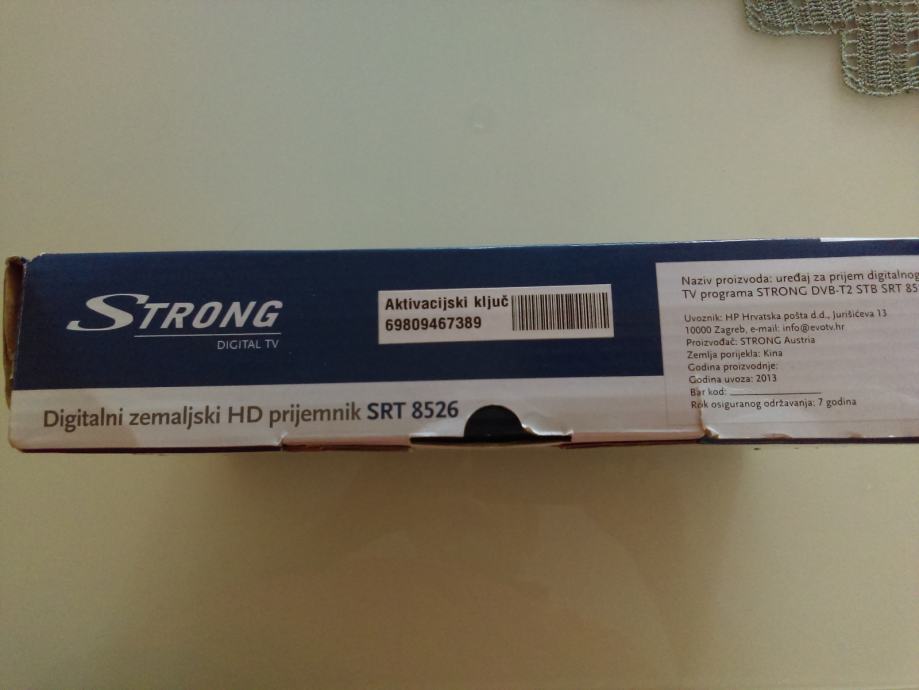 STRONG
DIGITAL TV
Digitalni zemaljski HD prijemnik SRT 8526
Aktivacijski ključ
69809467389
Naziv proizvoda: uređaj za prijem digitalnog
TV programa STRONG DVB-T2 STB SRT 85
Uvoznik: HP Hrvatska pošta d.d., Jurišićeva 13
10000 Zagreb, e-mail: info@evotv.hr
Proizvođač: STRONG Austria
Zemlja porijekla: Kina
Godina proizvodnje:
Godina uvoza: 2013
Bar kod:
Rok osiguranog održavanja: 7 godina